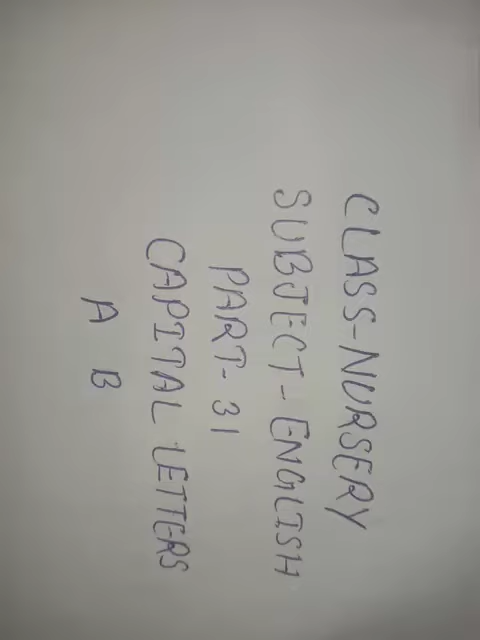 CLASS-NURSERY
SUBJECT-ENGLISH
PART-31
CAPITAL LETTERS
A B